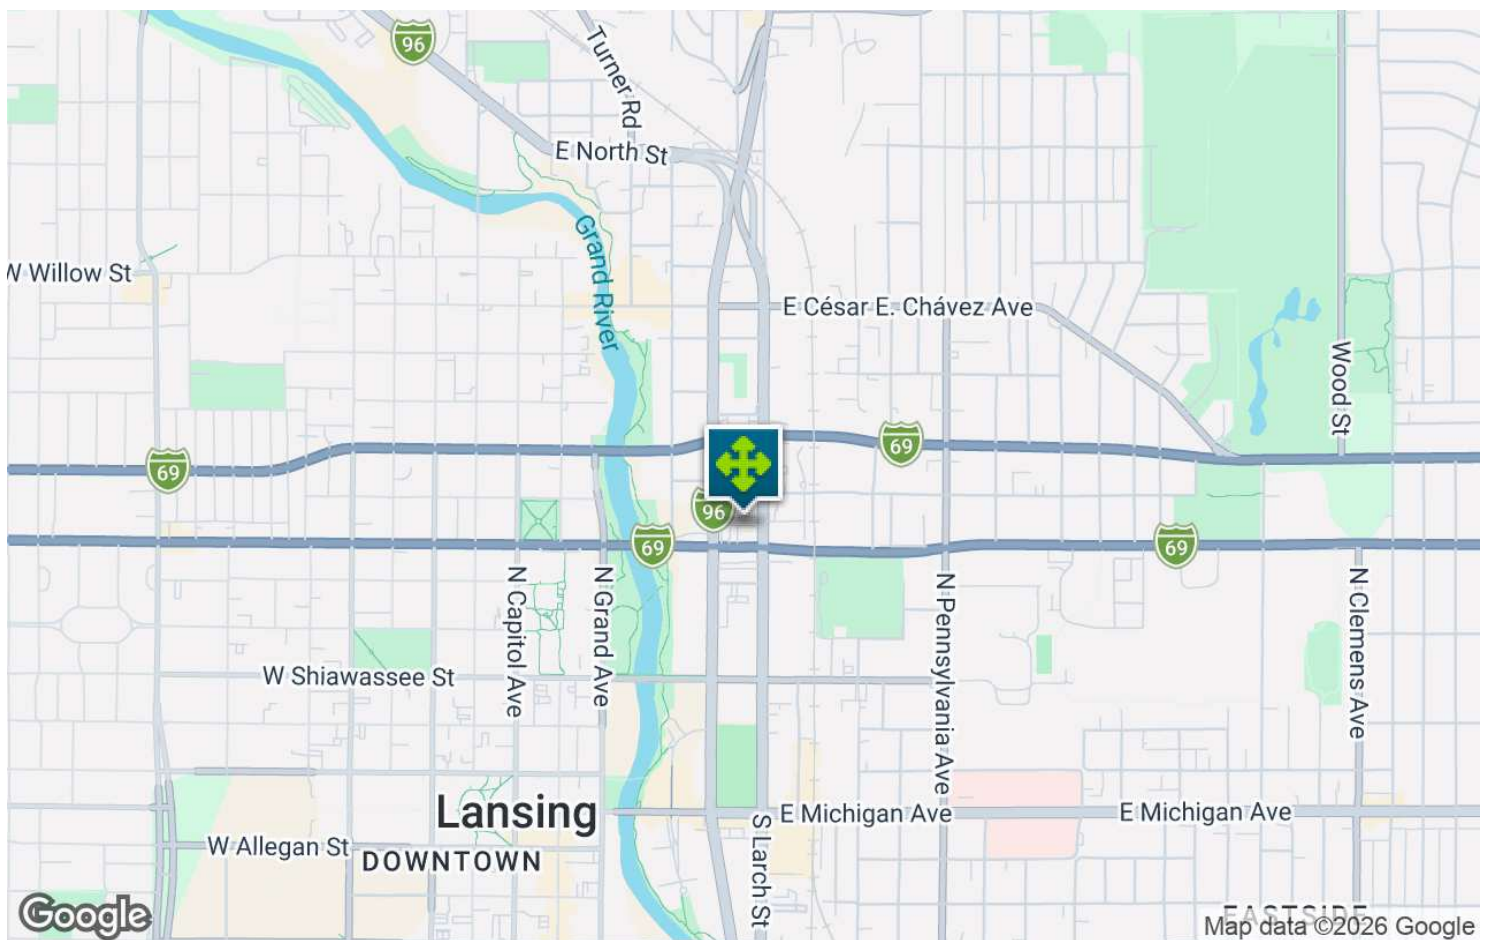 96
Turner Rd
E North St
Grand River
W Willow St
E César E. Chávez Ave
Wood St
69
69
96
69
69
N Capitol Ave
N Grand Ave
N Pennsylvania Ave
N Clemens Ave
W Shiawassee St
Lansing
E Michigan Ave
E Michigan Ave
S Larch St
W Allegan St
DOWNTOWN
EASTSIDE
Google
Map data ©2026 Google